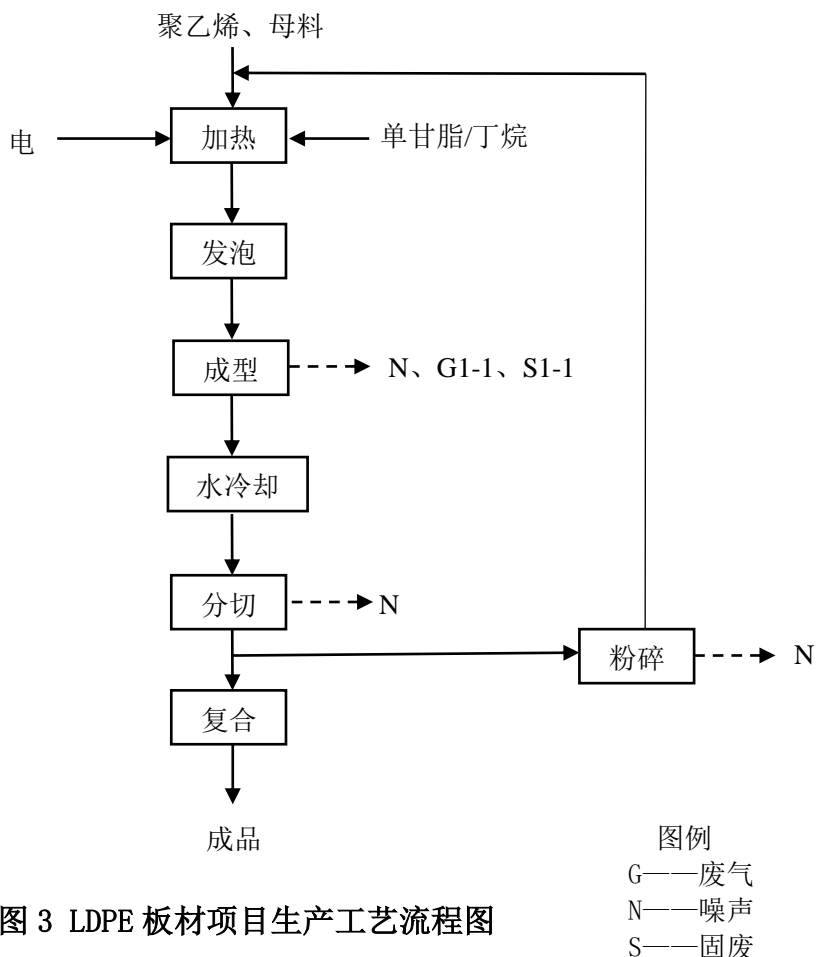 聚乙烯、母料
电
加热
单甘脂/丁烷
发泡
成型
N、G1-1、S1-1
水冷却
分切
N
粉碎
N
复合
成品
图例
G——废气
N——噪声
S——固废
图 3 LDPE 板材项目生产工艺流程图